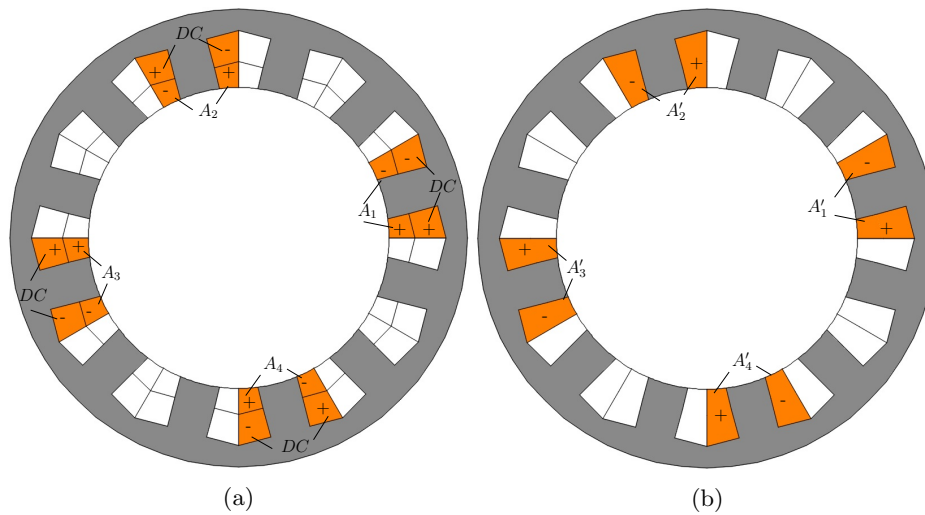 DC
- +
+ -
A₂
- -
DC
A₁
+ +
+ +
A₃
DC
- -
A₄
-
+ +
-
DC
(a)
+
-
A′₂
-
A′₁
+
+
A′₃
-
A′₄
-
+
(b)